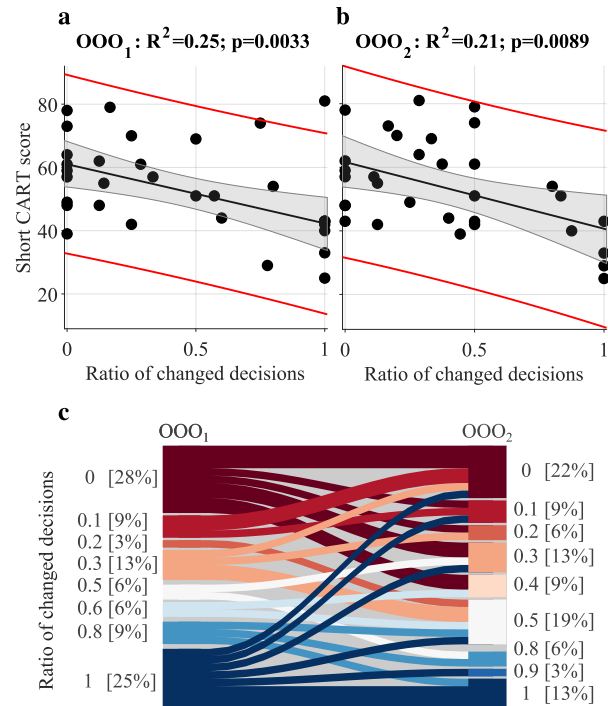 a
OOO₁: R²=0.25; p=0.0033
b
OOO₂: R²=0.21; p=0.0089
Short CART score
80
60
40
20
0
0.5
1
Ratio of changed decisions
0
0.5
1
Ratio of changed decisions
c
OOO₁
OOO₂
Ratio of changed decisions
0 [28%]
0.1 [9%]
0.2 [3%]
0.3 [13%]
0.5 [6%]
0.6 [6%]
0.8 [9%]
1 [25%]
0 [22%]
0.1 [9%]
0.2 [6%]
0.3 [13%]
0.4 [9%]
0.5 [19%]
0.8 [6%]
0.9 [3%]
1 [13%]